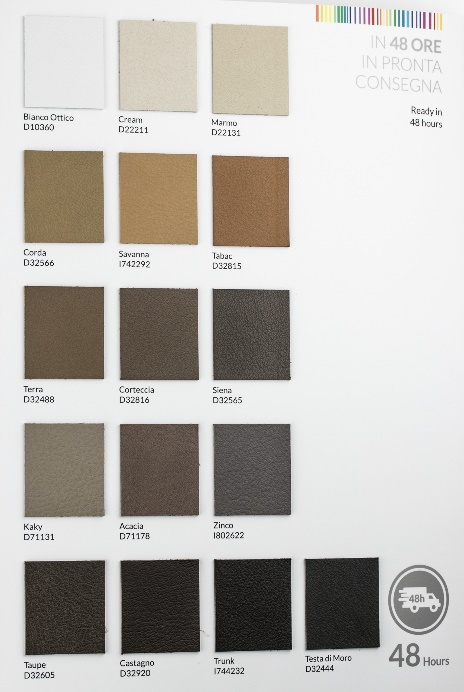 IN 48 ORE
IN PRONTA
CONSEGNA
Ready in
48 hours
Bianco Ottico
D10360
Cream
D22211
Marmo
D22131
Corda
D32566
Savanna
I742292
Tabac
D32815
Terra
D32488
Corteccia
D32816
Siena
D32565
Kaky
D71131
Acacia
D71178
Zinco
I802622
Taupe
D32605
Castagno
D32920
Trunk
I744232
Testa di Moro
D32444
48h
48 Hours